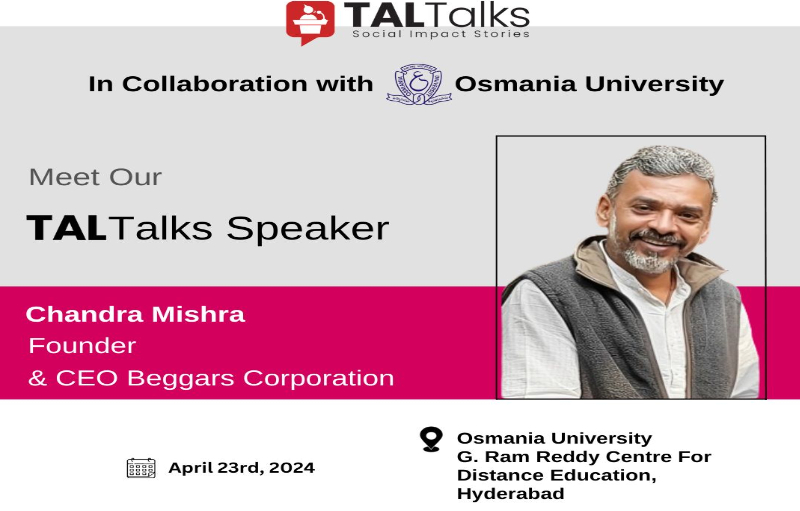 TALTalks
Social Impact Stories
In Collaboration with Osmania University
Meet Our
TALTalks Speaker
Chandra Mishra
Founder
& CEO Beggars Corporation
April 23rd, 2024
Osmania University
G. Ram Reddy Centre For
Distance Education,
Hyderabad